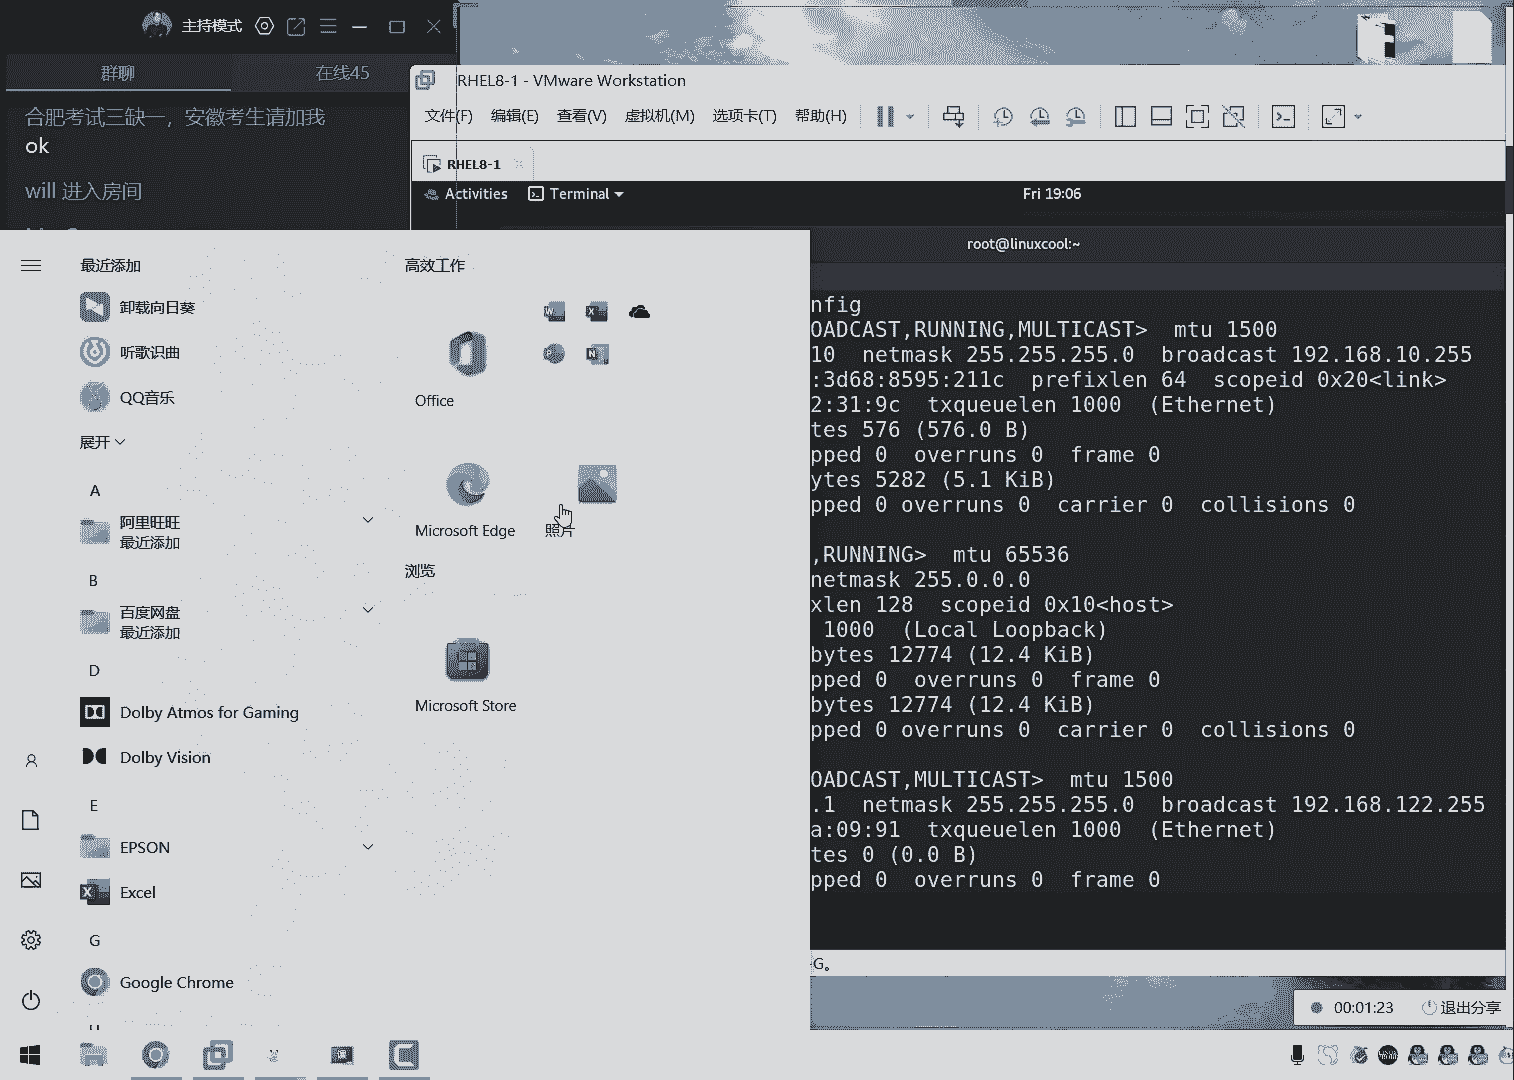 主持模式
群聊
在线45
合肥考试三缺一，安徽考生请加我
ok
will 进入房间
RHEL8-1 - VMware Workstation
文件(F) 编辑(E) 查看(V) 虚拟机(M) 选项卡(T) 帮助(H)
RHEL8-1
Activities Terminal Fri 19:06
root@linuxcool:~
最近添加
卸载向日葵
听歌识曲
QQ音乐
展开
A
阿里旺旺
最近添加
B
百度网盘
最近添加
D
Dolby Atmos for Gaming
Dolby Vision
E
EPSON
Excel
G
Google Chrome
高效工作
Office
Microsoft Edge
照片
浏览
Microsoft Store
nfig
OADCAST,RUNNING,MULTICAST> mtu 1500
10 netmask 255.255.255.0 broadcast 192.168.10.255
:3d68:8595:211c prefixlen 64 scopeid 0x20<link>
2:31:9c txqueuelen 1000 (Ethernet)
tes 576 (576.0 B)
pped 0 overruns 0 frame 0
ytes 5282 (5.1 KiB)
pped 0 overruns 0 carrier 0 collisions 0
,RUNNING> mtu 65536
netmask 255.0.0.0
xlen 128 scopeid 0x10<host>
1000 (Local Loopback)
bytes 12774 (12.4 KiB)
pped 0 overruns 0 frame 0
bytes 12774 (12.4 KiB)
pped 0 overruns 0 carrier 0 collisions 0
OADCAST,MULTICAST> mtu 1500
.1 netmask 255.255.255.0 broadcast 192.168.122.255
a:09:91 txqueuelen 1000 (Ethernet)
tes 0 (0.0 B)
pped 0 overruns 0 frame 0
G。
00:01:23 退出分享